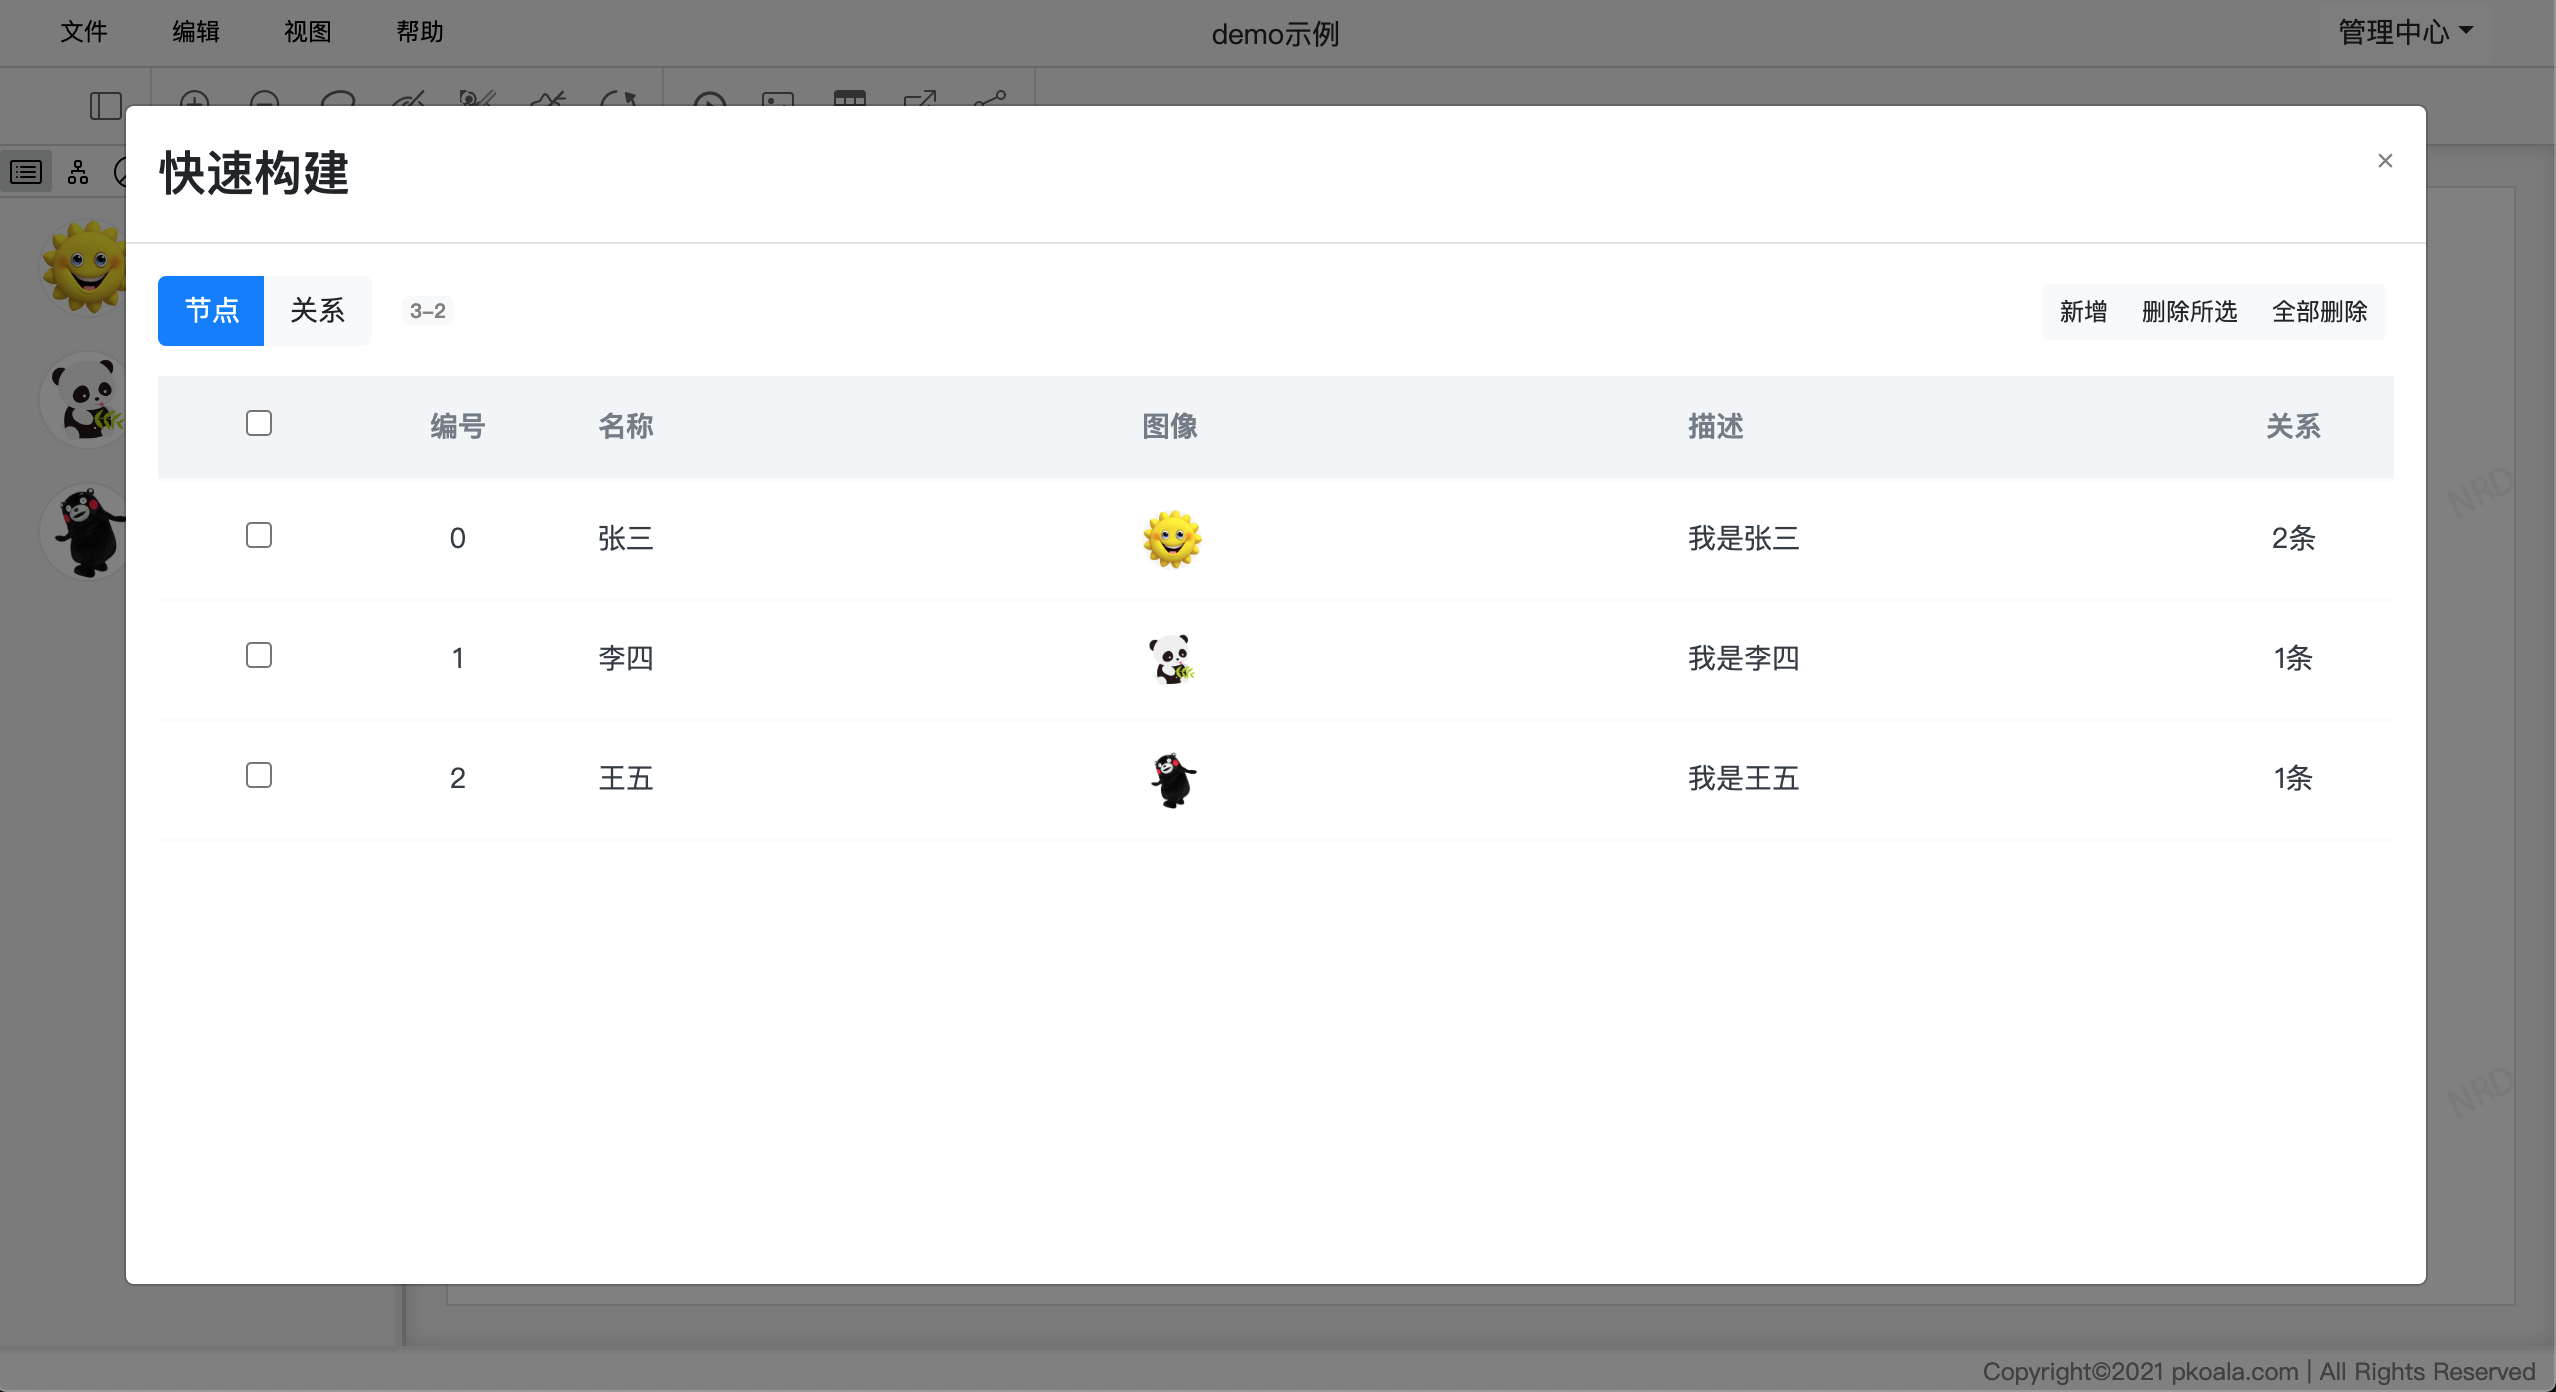 文件 编辑 视图 帮助 demo示例 管理中心
快速构建 ×
节点 关系 3-2 新增 删除所选 全部删除
编号 名称 图像 描述 关系
0 张三 我是张三 2条
1 李四 我是李四 1条
2 王五 我是王五 1条
NRD
NRD
Copyright©2021 pkoala.com | All Rights Reserved